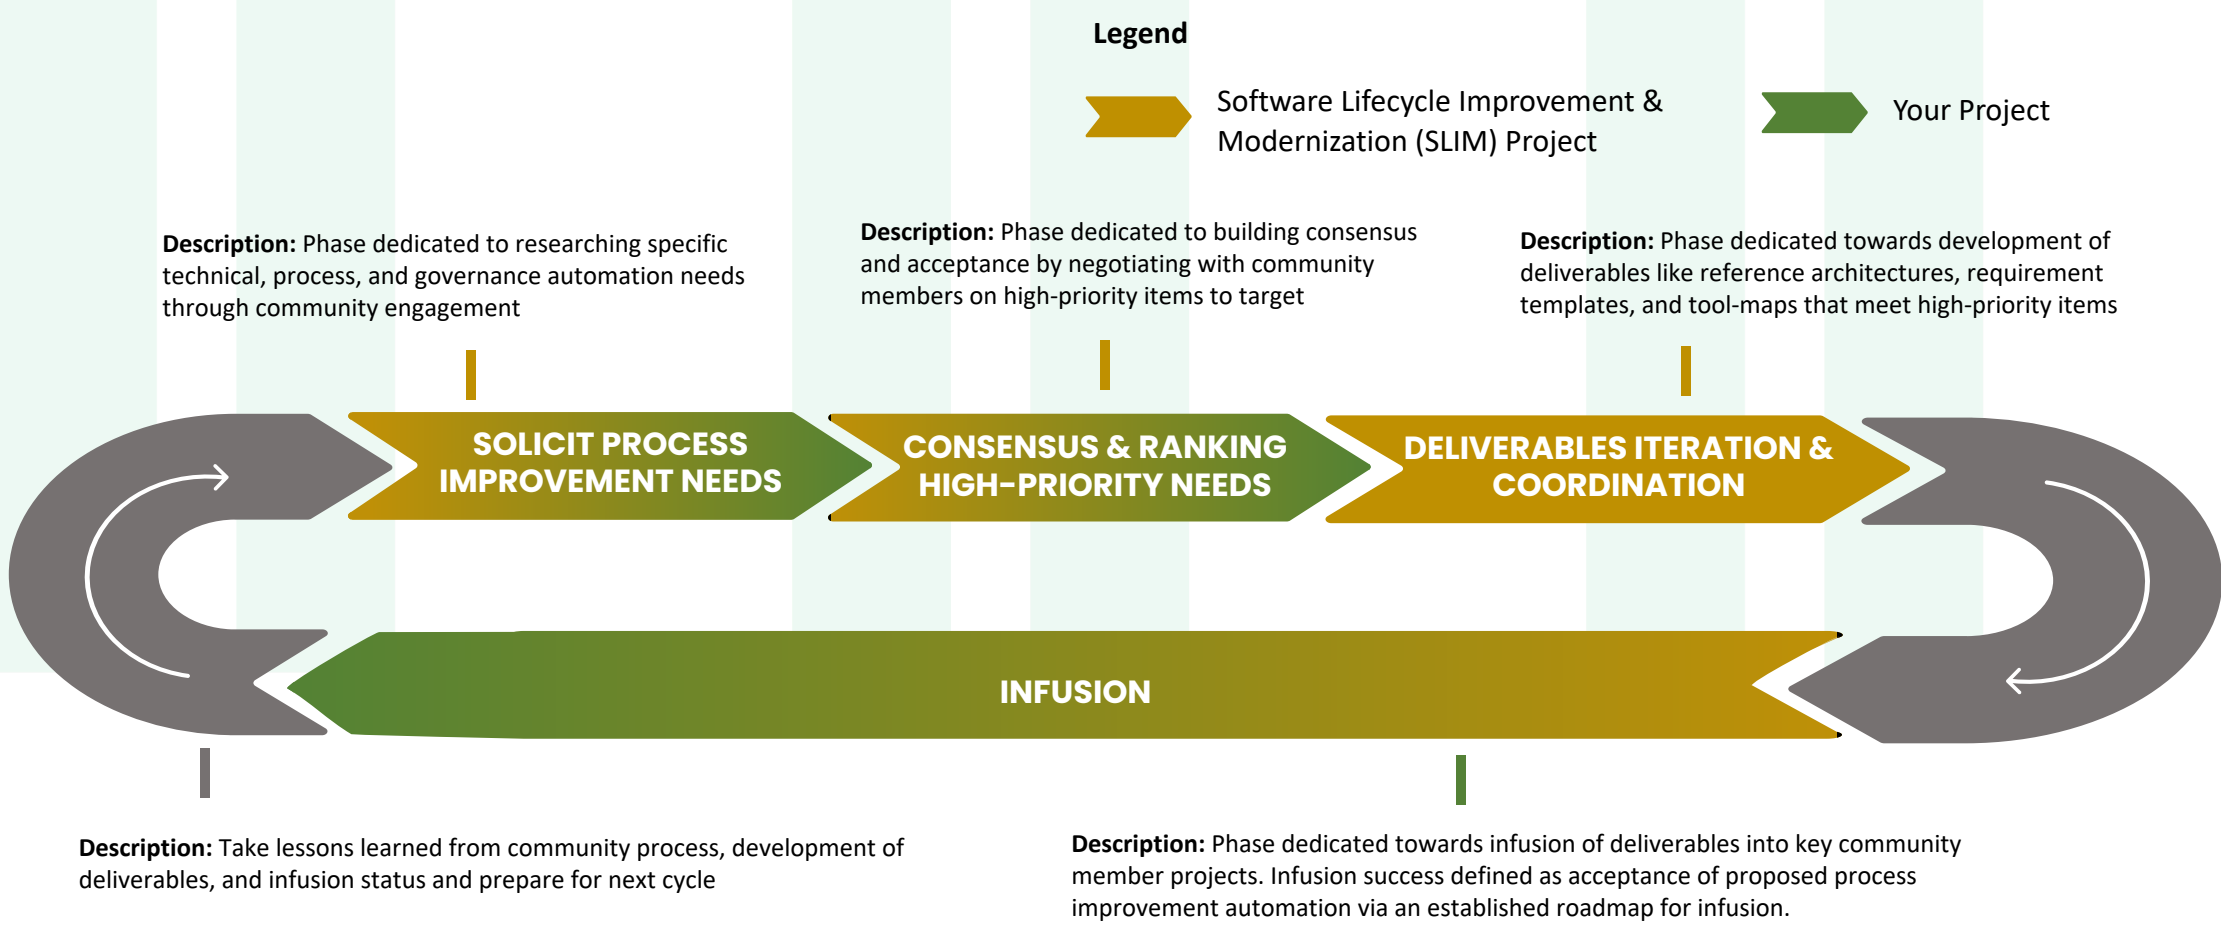 Legend
Software Lifecycle Improvement &
Modernization (SLIM) Project
Your Project
Description: Phase dedicated to researching specific
technical, process, and governance automation needs
through community engagement
Description: Phase dedicated to building consensus
and acceptance by negotiating with community
members on high-priority items to target
Description: Phase dedicated towards development of
deliverables like reference architectures, requirement
templates, and tool-maps that meet high-priority items
SOLICIT PROCESS
IMPROVEMENT NEEDS
CONSENSUS & RANKING
HIGH-PRIORITY NEEDS
DELIVERABLES ITERATION &
COORDINATION
INFUSION
Description: Take lessons learned from community process, development of
deliverables, and infusion status and prepare for next cycle
Description: Phase dedicated towards infusion of deliverables into key community
member projects. Infusion success defined as acceptance of proposed process
improvement automation via an established roadmap for infusion.